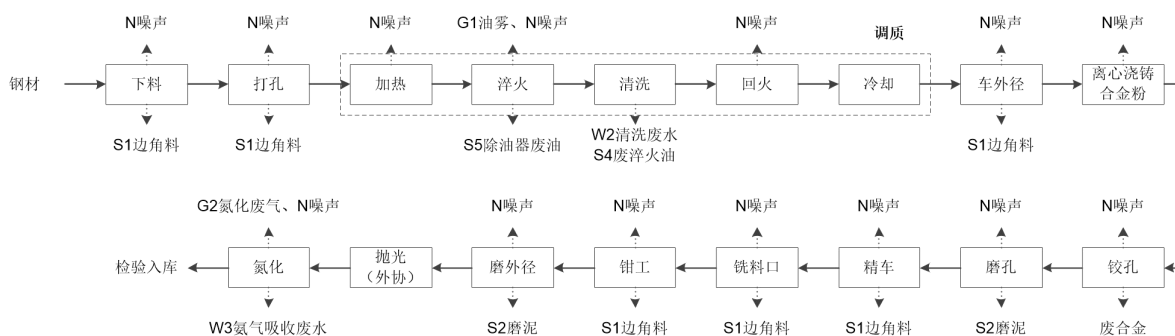 N噪声 N噪声 N噪声 G1油雾、N噪声 N噪声 调质 N噪声 N噪声
钢材 下料 打孔 加热 淬火 清洗 回火 冷却 车外径 离心浇铸
合金粉
S1边角料 S1边角料 S5除油器废油 W2清洗废水 S1边角料
S4废淬火油
G2氮化废气、N噪声 N噪声 N噪声 N噪声 N噪声 N噪声 N噪声
检验入库 氮化 抛光 磨外径 钳工 铣料口 精车 磨孔 铰孔
（外协）
W3氨气吸收废水 S2磨泥 S1边角料 S1边角料 S1边角料 S2磨泥 废合金